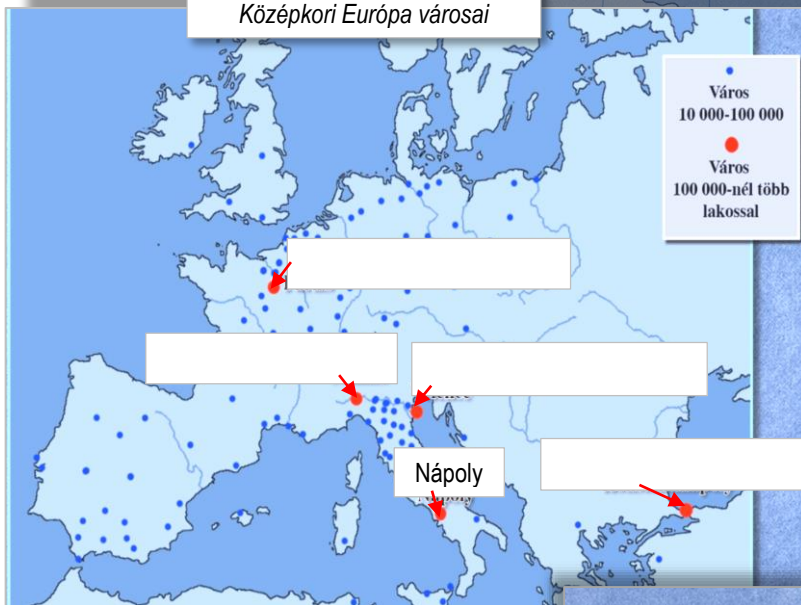 Középkori Európa városai
Város
10 000-100 000
Város
100 000-nél több
lakossal
Nápoly